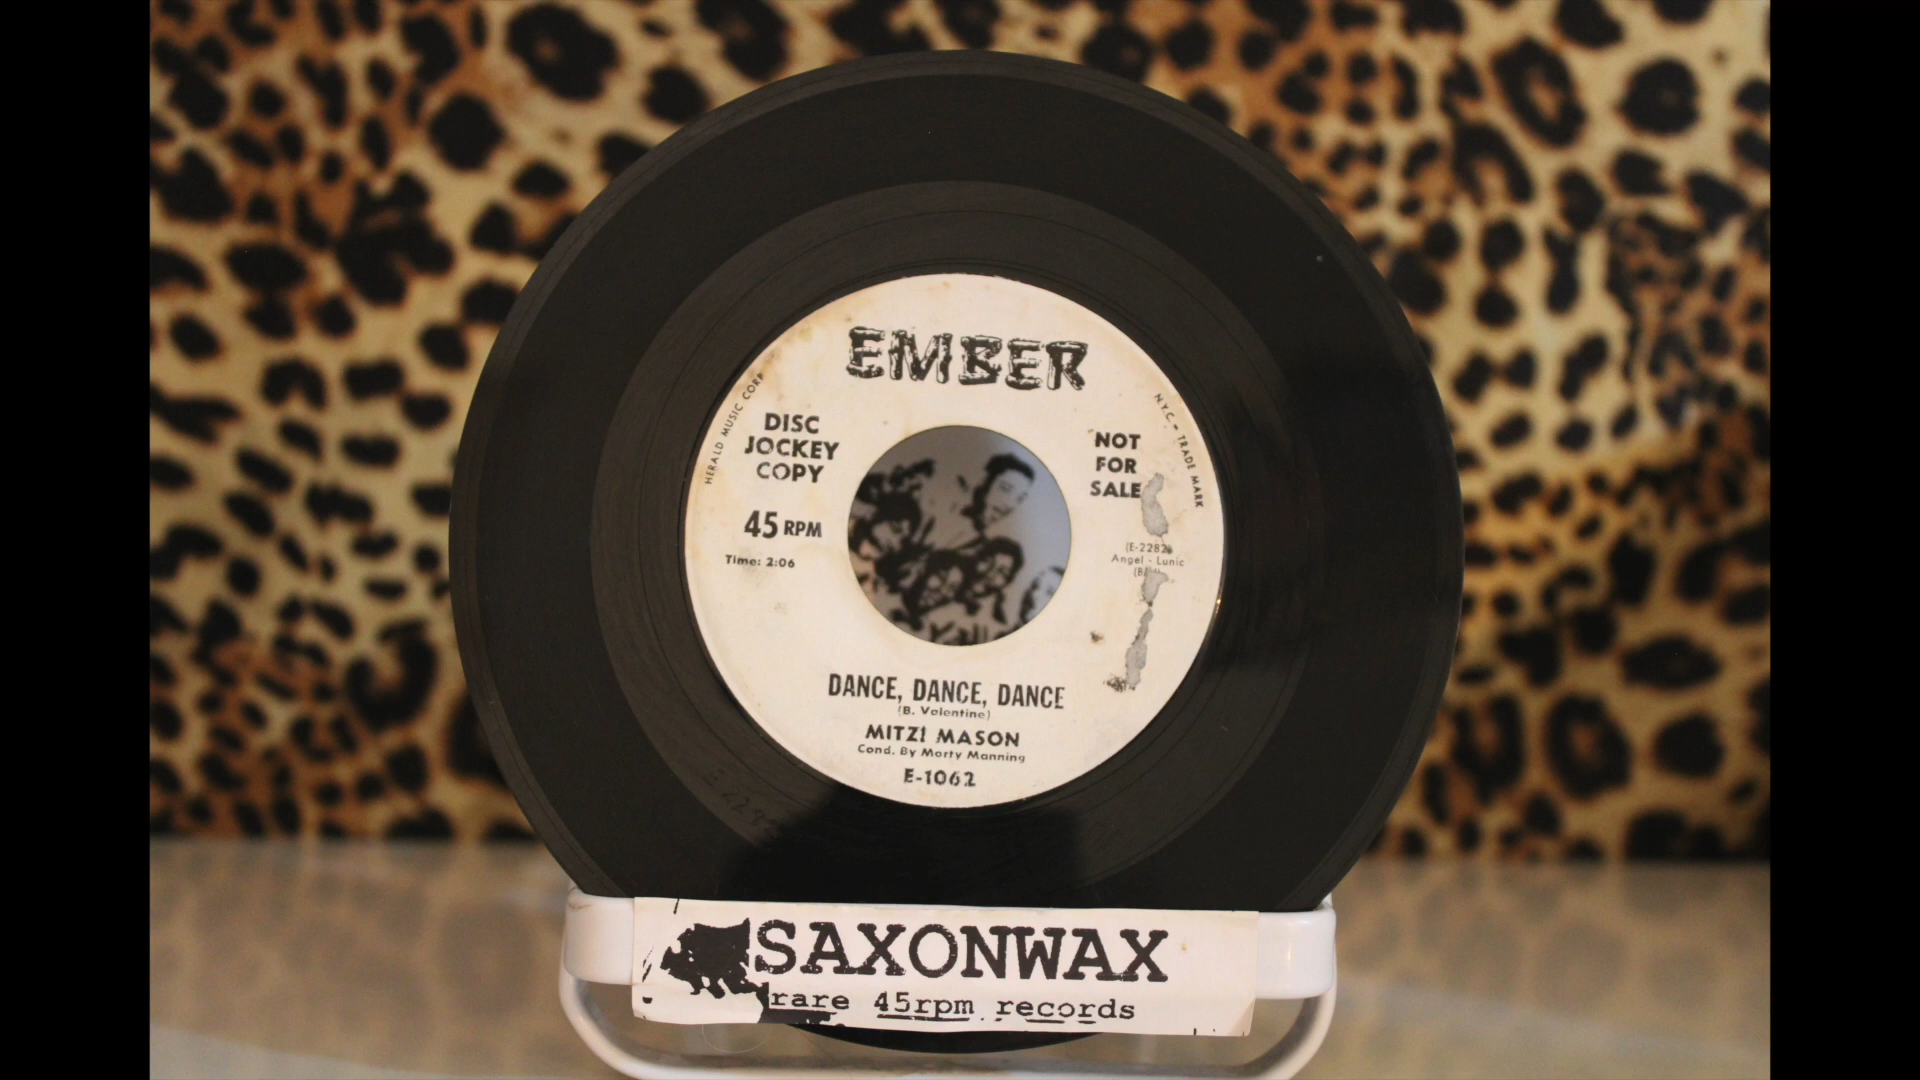 EMBER
HERALD MUSIC CORP
N.Y.C. - TRADE MARK
DISC
JOCKEY
COPY
NOT
FOR
SALE
45 RPM
Time: 2:06
Angel - Lunic
DANCE, DANCE, DANCE
(B. Valentine)
MITZI MASON
Cond. By Morty Manning
E-1062
SAXONWAX
rare 45rpm records